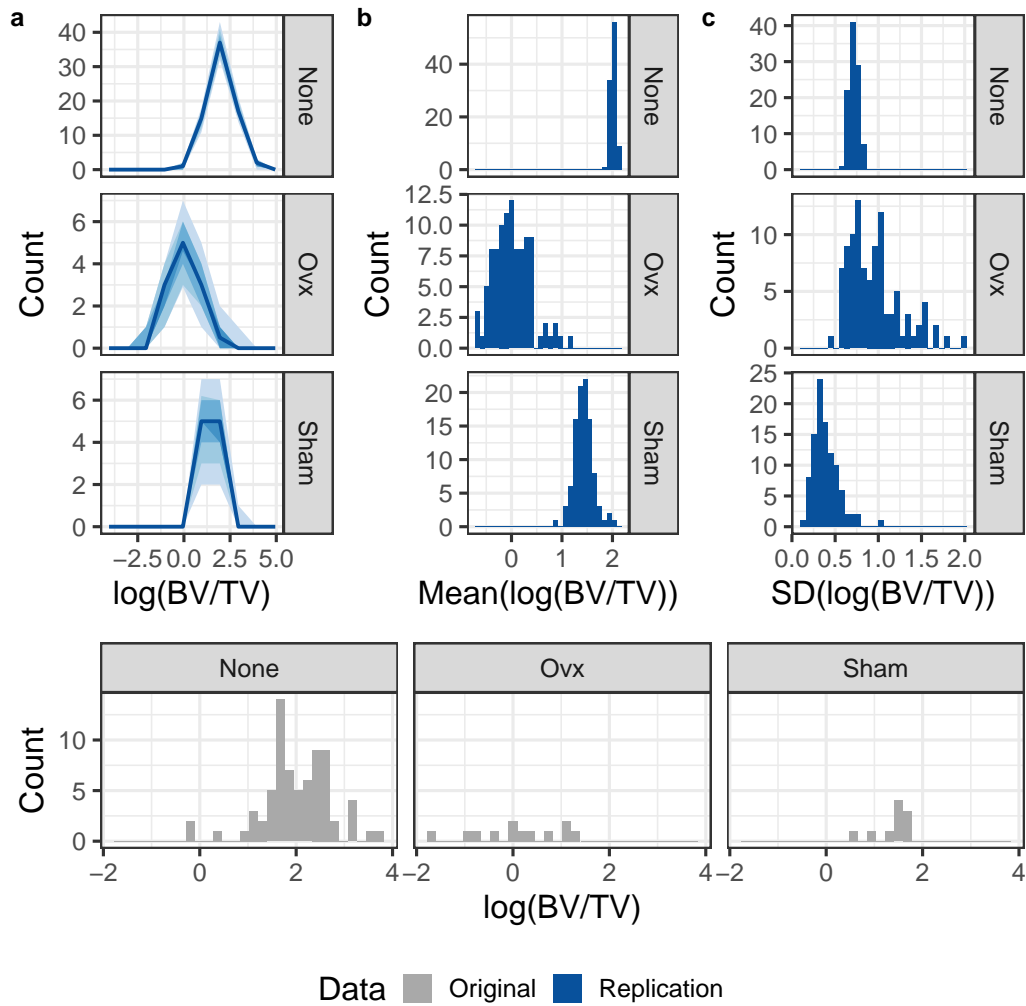 a
b
c
40
30
20
10
0
None
40
20
0
None
40
30
20
10
0
None
Count
6
4
2
0
Ovx
Count
12.5
10.0
7.5
5.0
2.5
0.0
Ovx
Count
10
5
0
Ovx
6
4
2
0
Sham
20
15
10
5
0
Sham
25
20
15
10
5
0
Sham
−2.5 0.0 2.5 5.0
0 1 2
0.0 0.5 1.0 1.5 2.0
log(BV/TV)
Mean(log(BV/TV))
SD(log(BV/TV))
None
Ovx
Sham
Count
10
5
0
−2 0 2 4
−2 0 2 4
−2 0 2 4
log(BV/TV)
Data Original Replication